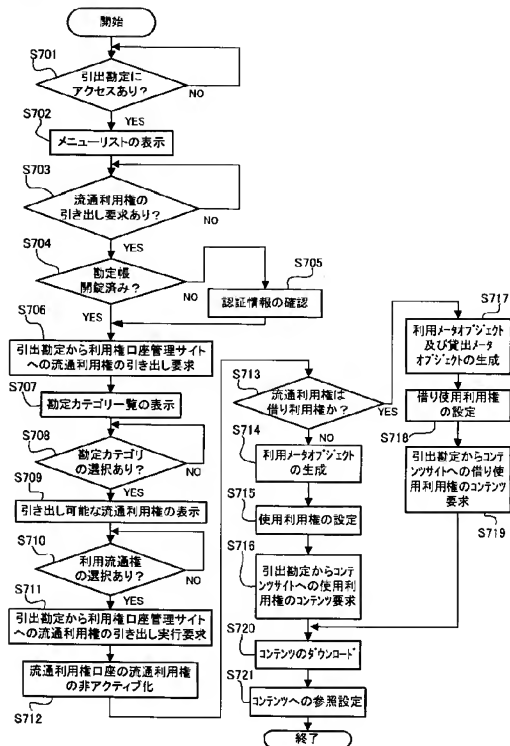 開始
S701
引出勘定に
アクセスあり?
NO
YES
S702
メニューリストの表示
S703
流通利用権の
引き出し要求あり?
NO
YES
S704
勘定帳
開錠済み?
NO
YES
S705
認証情報の確認
S706
引出勘定から利用権口座管理サイト
への流通利用権の引き出し要求
S707
勘定カテゴリ一覧の表示
S708
勘定カテゴリ
の選択あり?
NO
YES
S709
引き出し可能な流通利用権の表示
S710
利用流通権
の選択あり?
NO
YES
S711
引出勘定から利用権口座管理サイト
への流通利用権の引き出し実行要求
流通利用権口座の流通利用権
の非アクティブ化
S712
S713
流通利用権は
借り利用権か?
YES
NO
S714
利用メタオブジェクト
の生成
S715
使用利用権の設定
S716
引出勘定からコンテ
ンツサイトへの使用利
用権のコンテンツ要求
S717
利用メータオブジェクト
及び貸出メータ
オブジェクトの生成
借り使用利用権
の設定
S718
引出勘定からコンテ
ンツサイトへの借り使
用利用権のコンテンツ
要求
S719
S720
コンテンツのダウンロード
S721
コンテンツへの参照設定
終了